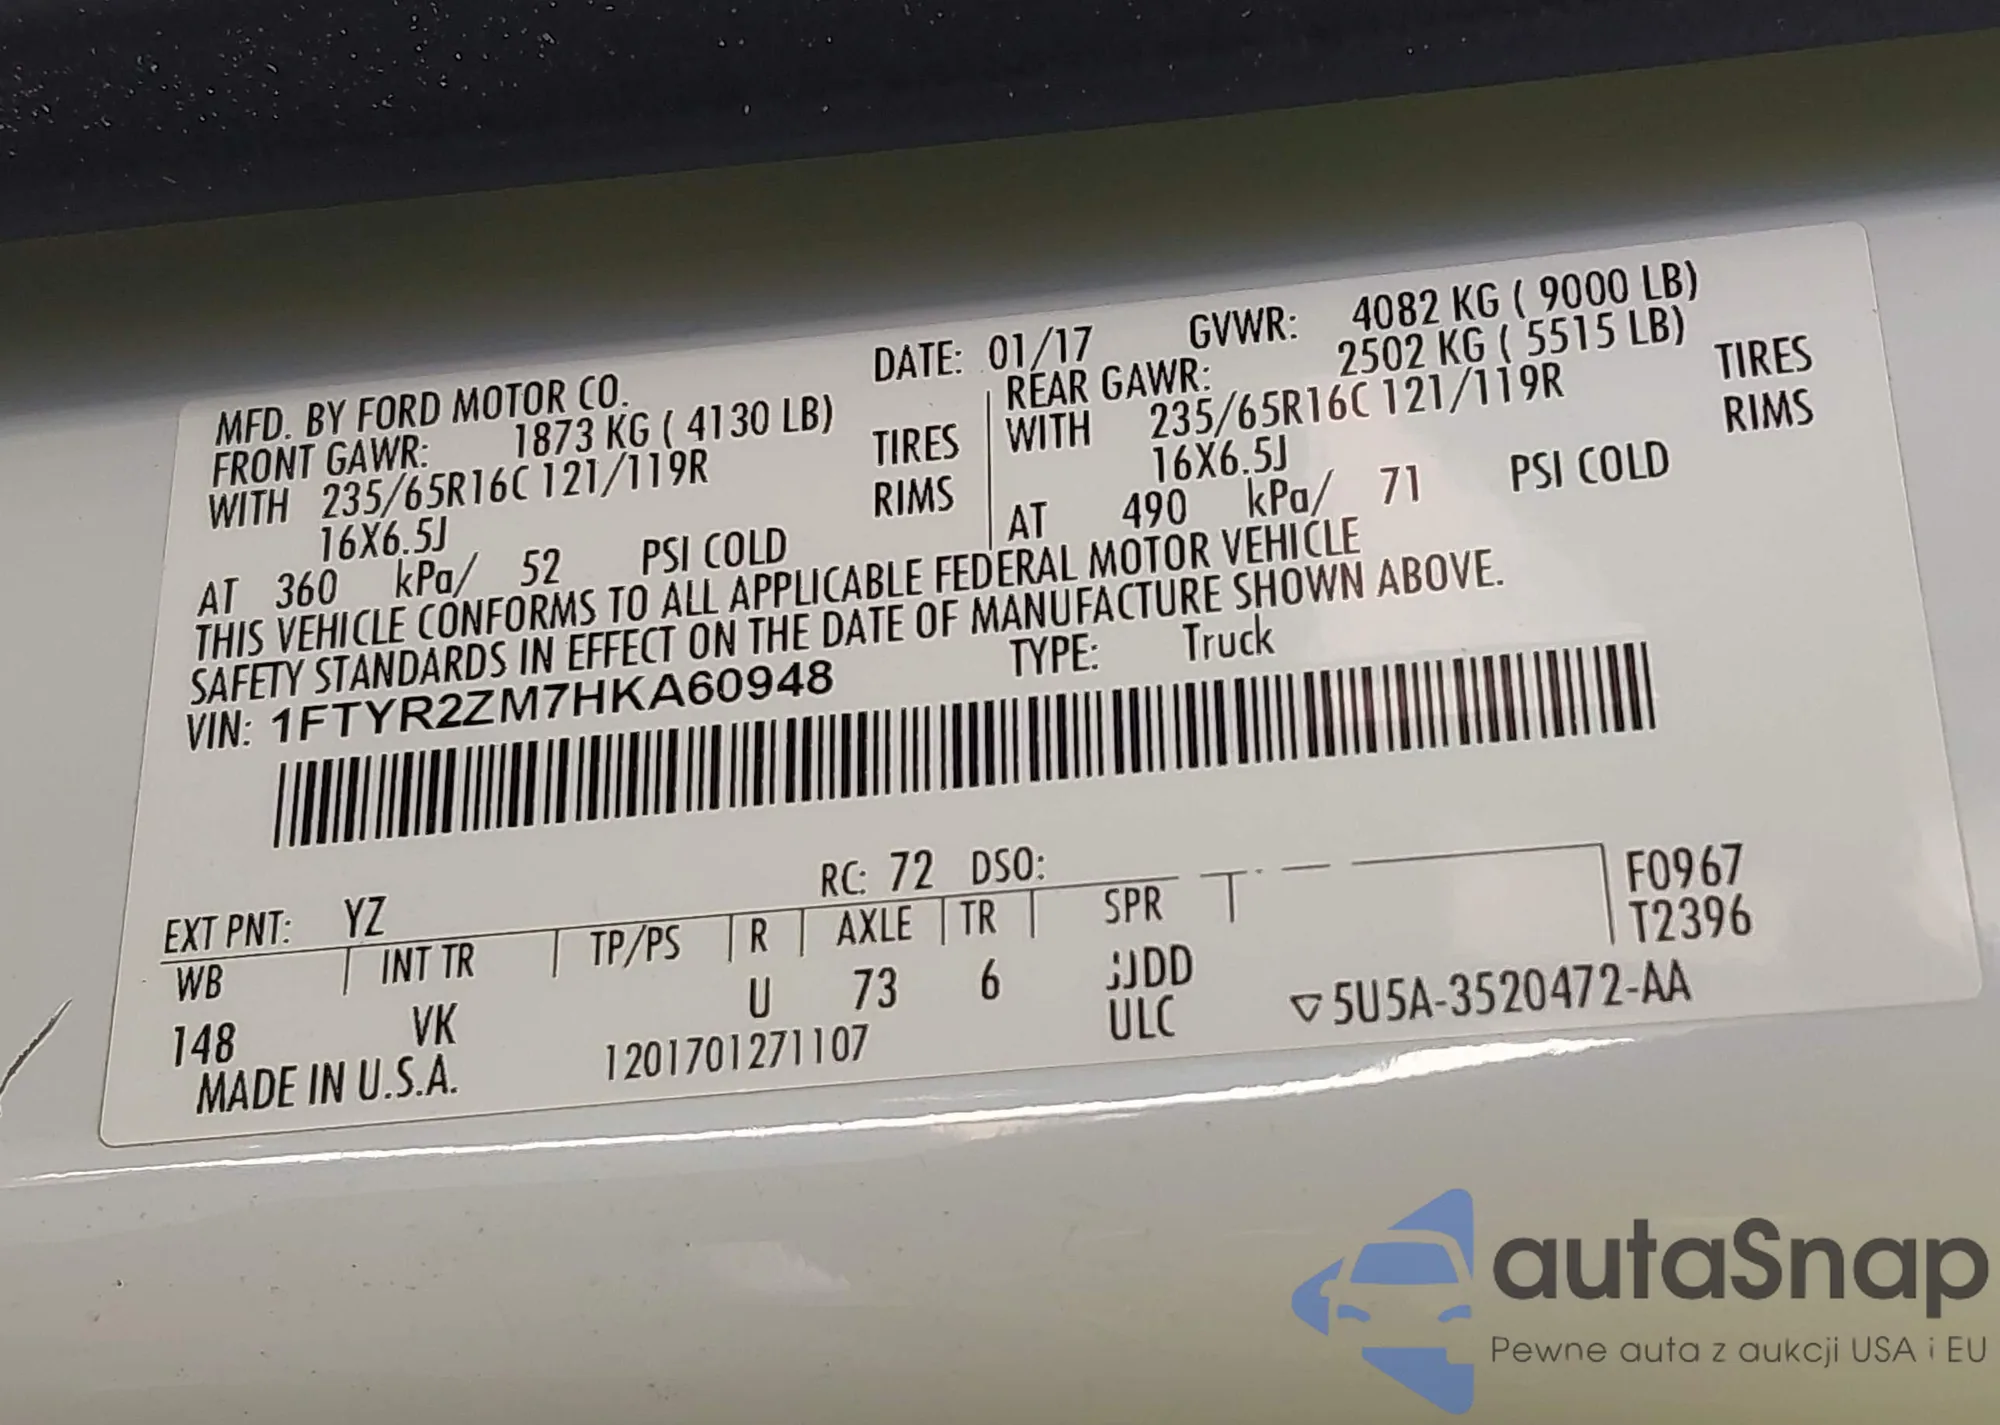 MFD. BY FORD MOTOR CO.
DATE: 01/17 GVWR: 4082 KG ( 9000 LB)
FRONT GAWR: 1873 KG ( 4130 LB)
WITH 235/65R16C 121/119R TIRES
16X6.5J RIMS
AT 360 kPa/ 52 PSI COLD
REAR GAWR: 2502 KG ( 5515 LB)
WITH 235/65R16C 121/119R TIRES
16X6.5J RIMS
AT 490 kPa/ 71 PSI COLD
THIS VEHICLE CONFORMS TO ALL APPLICABLE FEDERAL MOTOR VEHICLE
SAFETY STANDARDS IN EFFECT ON THE DATE OF MANUFACTURE SHOWN ABOVE.
VIN: 1FTYR2ZM7HKA60948 TYPE: Truck
EXT PNT: YZ RC: 72 DSO: F0967
WB INT TR TP/PS R AXLE TR SPR T2396
148 VK U 73 6 JJDD
MADE IN U.S.A. 1201701271107 ULC 5U5A-3520472-AA
autaSnap
Pewne auta z aukcji USA i EU